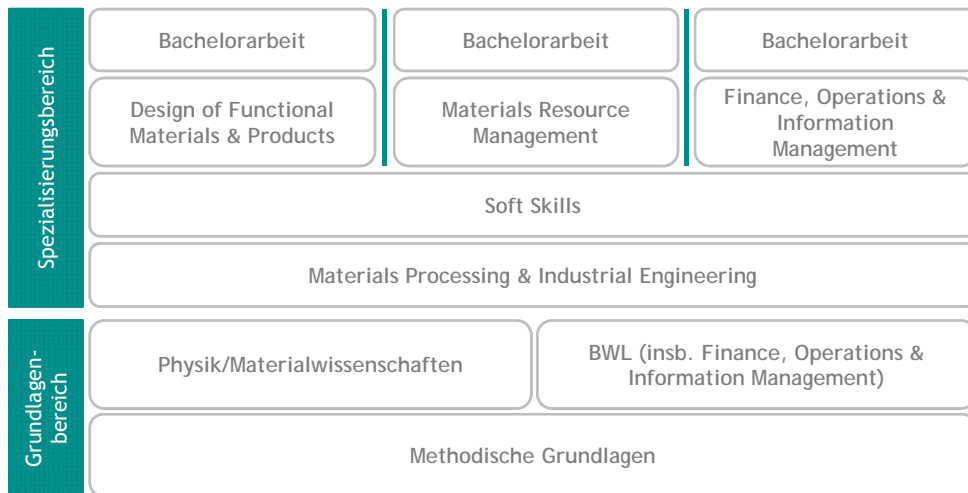 Spezialisierungsbereich
Bachelorarbeit
Bachelorarbeit
Bachelorarbeit
Design of Functional
Materials & Products
Materials Resource
Management
Finance, Operations &
Information
Management
Soft Skills
Materials Processing & Industrial Engineering
Grundlagen-
bereich
Physik/Materialwissenschaften
BWL (insb. Finance, Operations &
Information Management)
Methodische Grundlagen